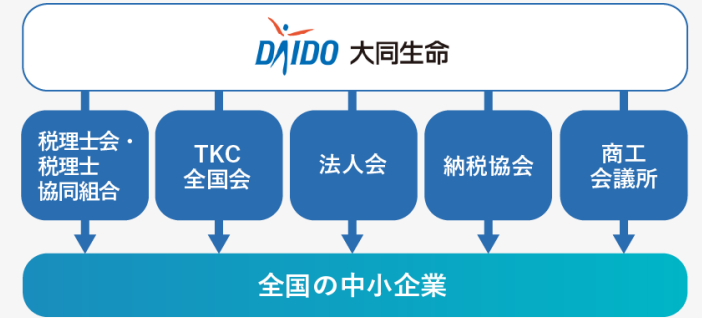 DAIDO 大同生命
税理士会・
税理士
協同組合
TKC
全国会
法人会
納税協会
商工
会議所
全国の中小企業